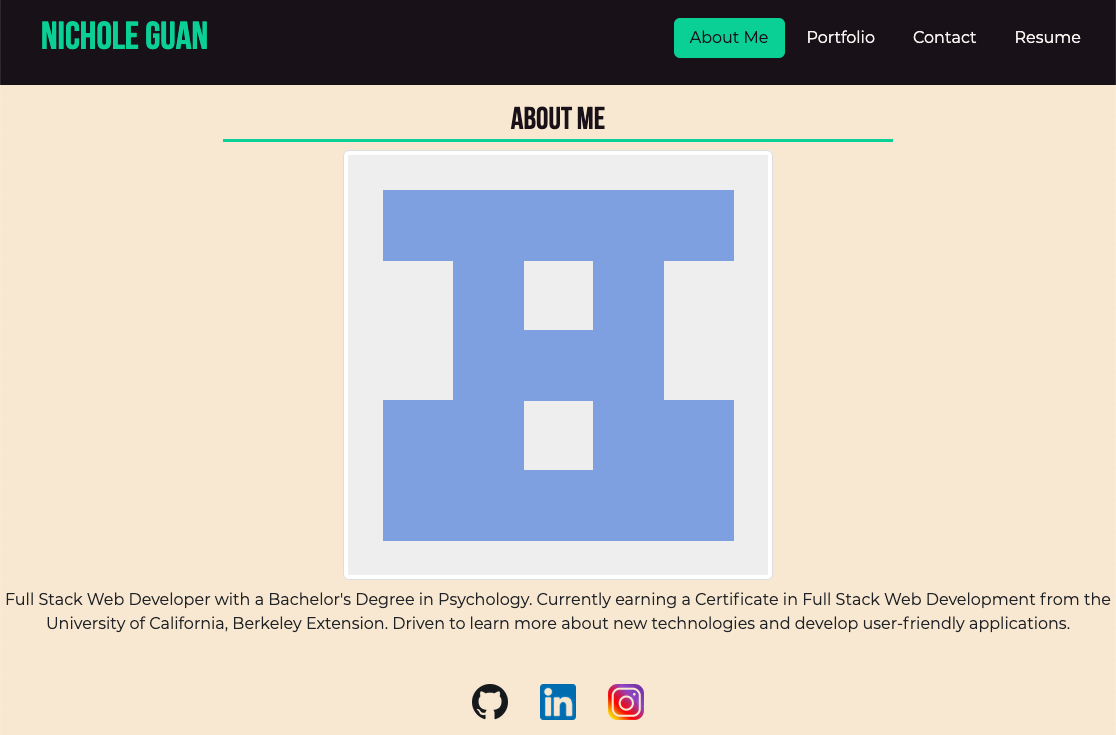 NICHOLE GUAN
About Me Portfolio Contact Resume
ABOUT ME
Full Stack Web Developer with a Bachelor's Degree in Psychology. Currently earning a Certificate in Full Stack Web Development from the
University of California, Berkeley Extension. Driven to learn more about new technologies and develop user-friendly applications.
in